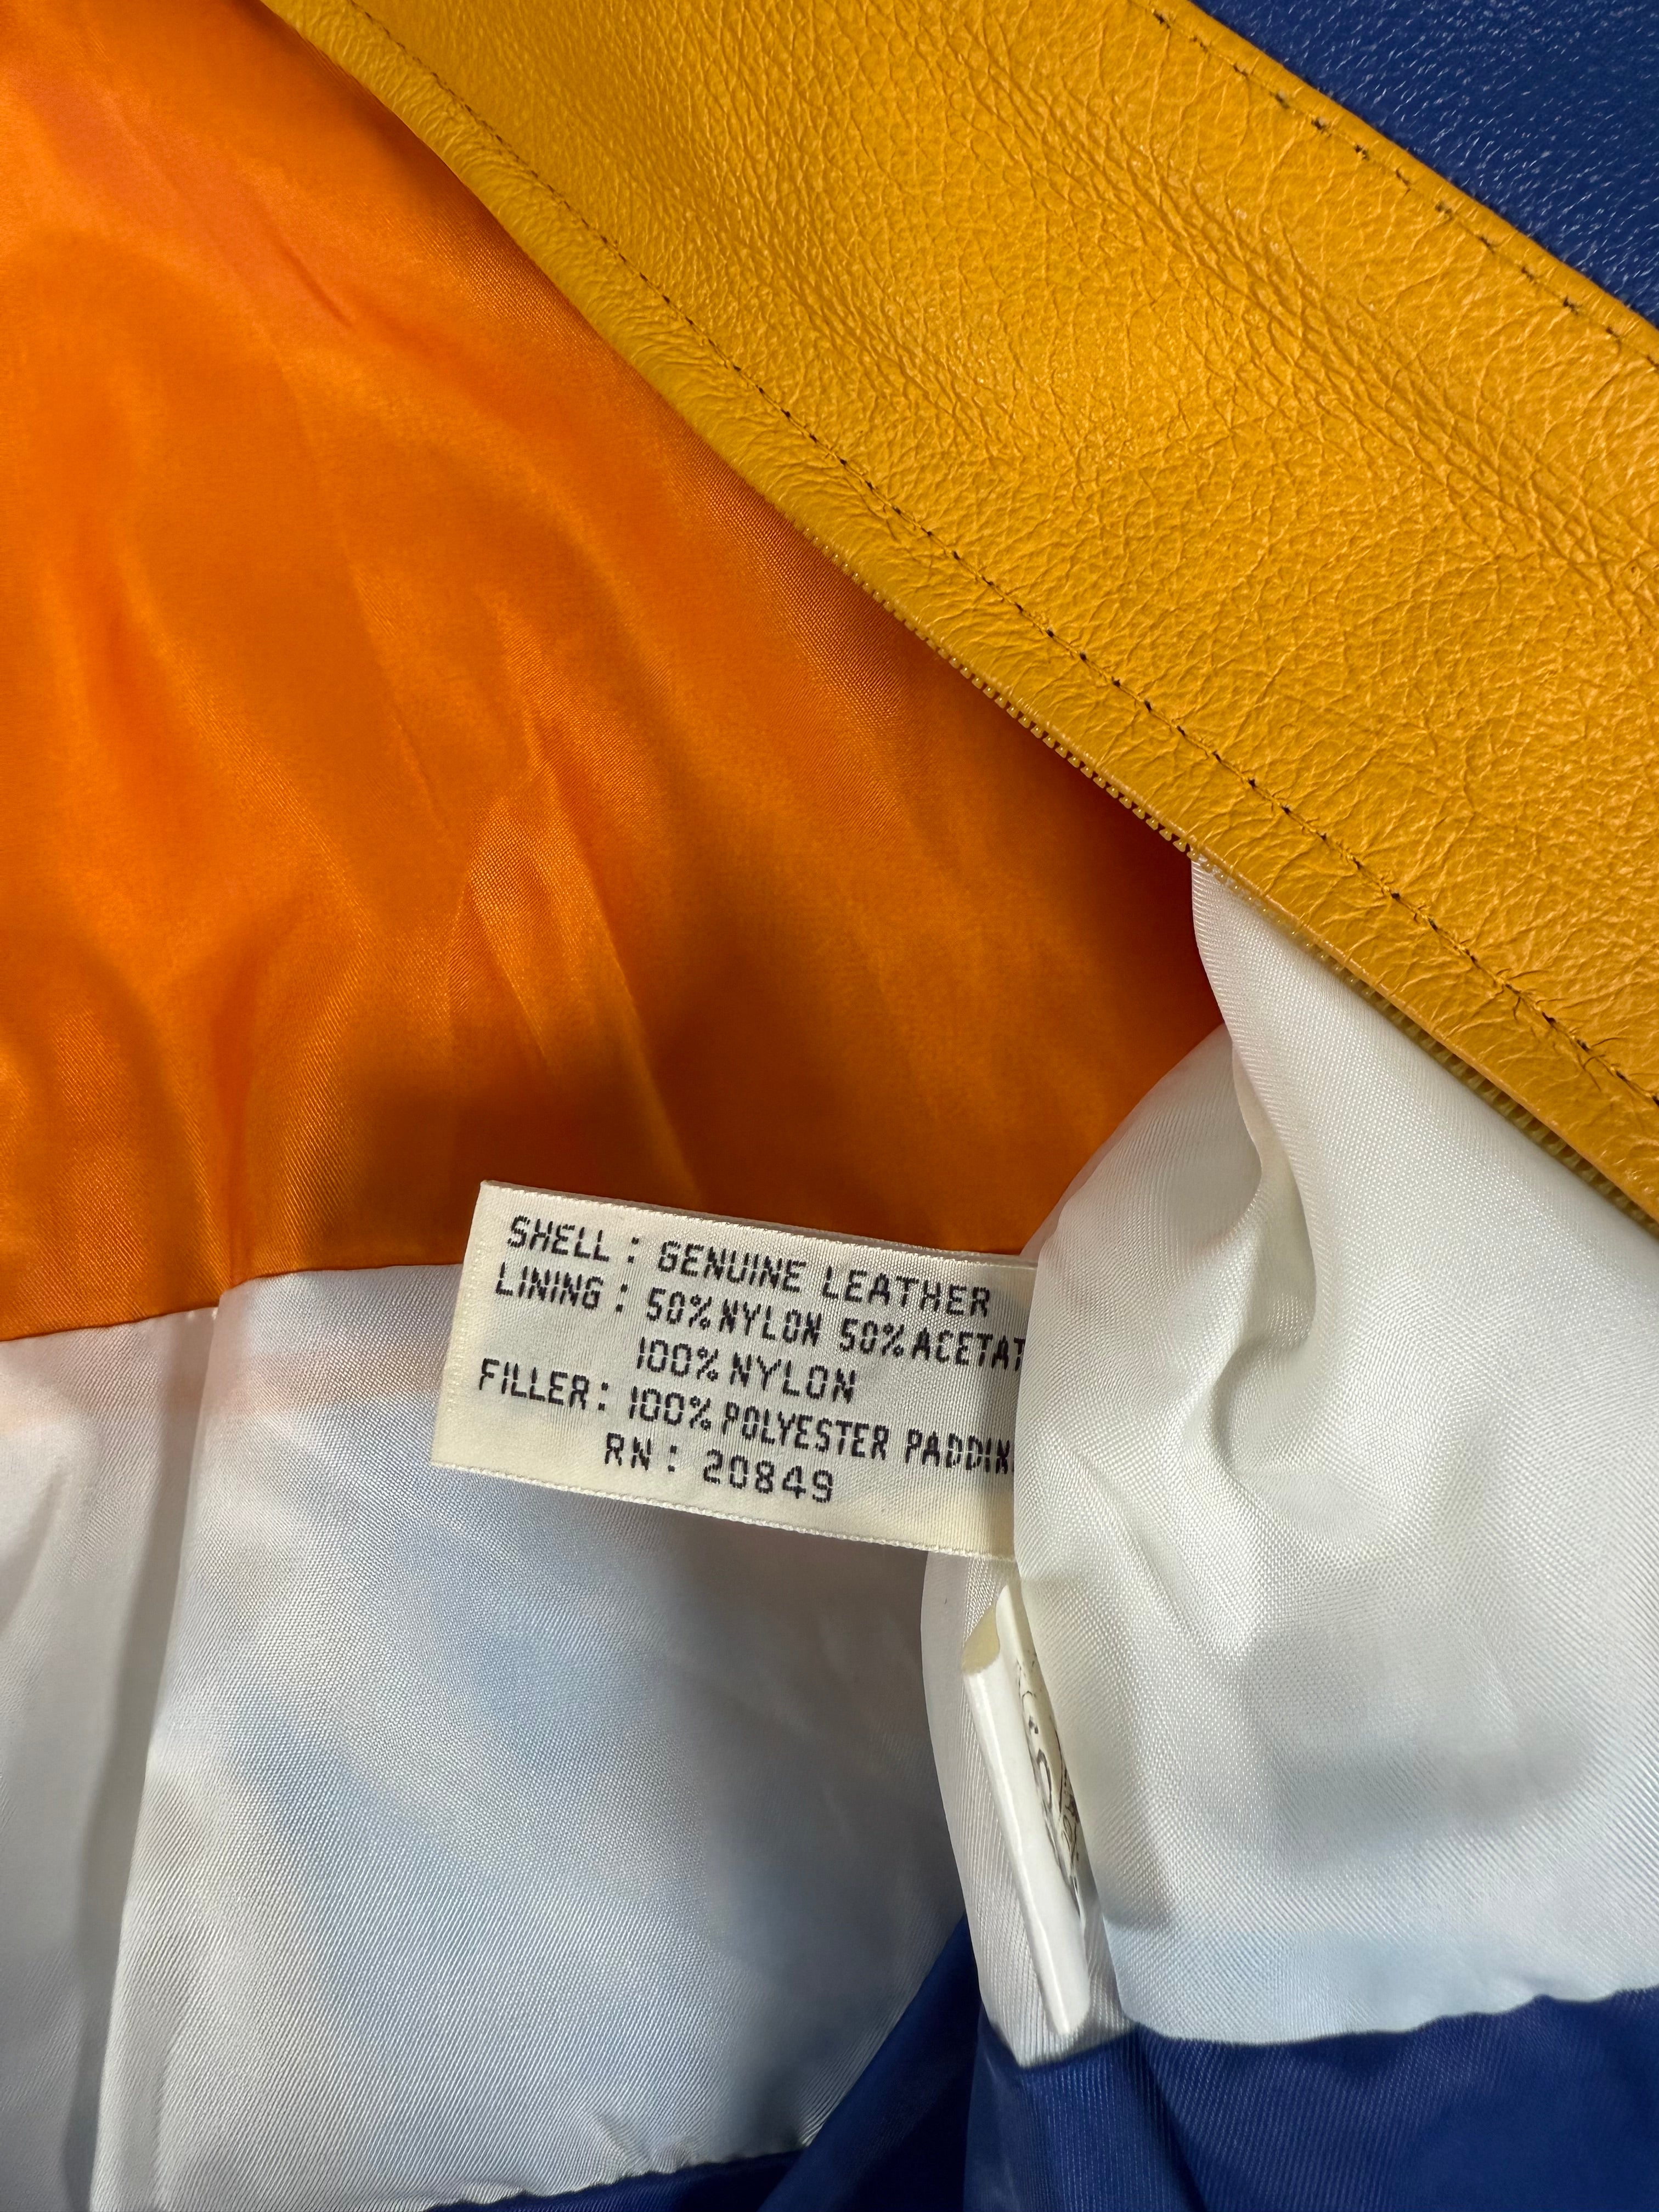 SHELL : GENUINE LEATHER
LINING : 50% NYLON 50% ACETAT
100% NYLON
FILLER : 100% POLYESTER PADDIN
RN : 20849